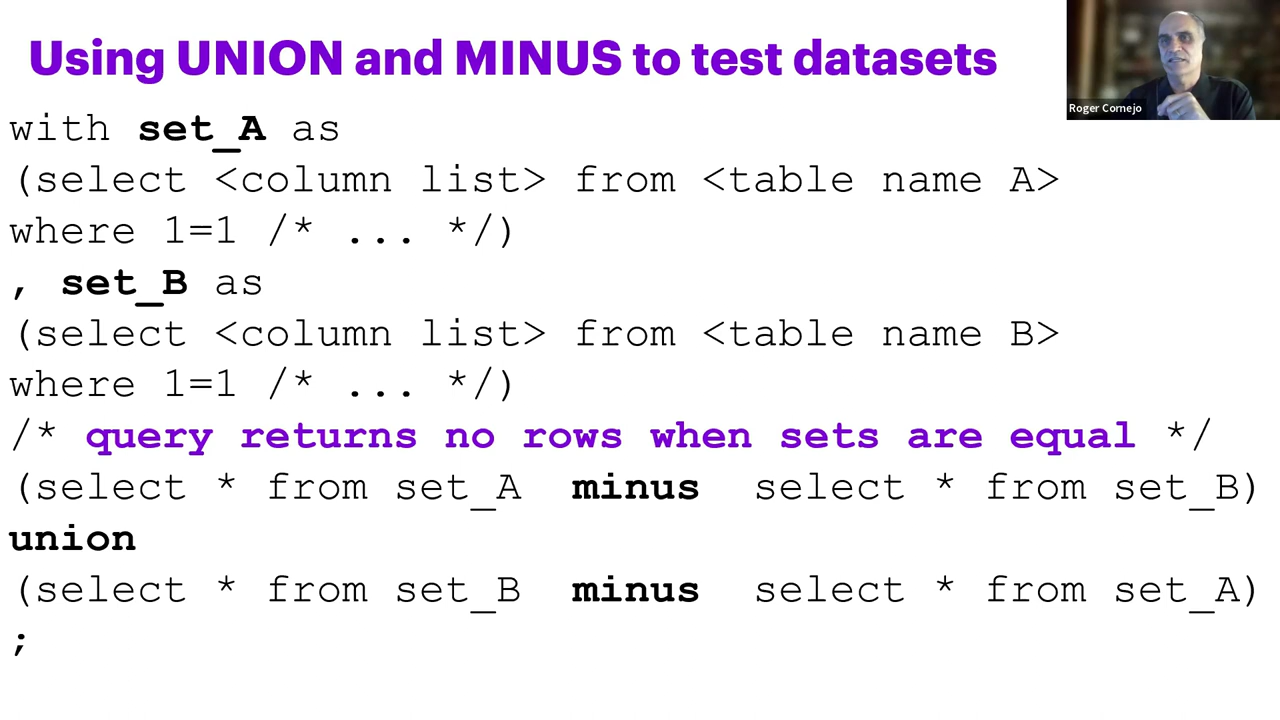 Using UNION and MINUS to test datasets
Roger Cornejo
with set_A as
(select <column list> from <table name A>
where 1=1 /* ... */)
, set_B as
(select <column list> from <table name B>
where 1=1 /* ... */)
/* query returns no rows when sets are equal */
(select * from set_A minus select * from set_B)
union
(select * from set_B minus select * from set_A)
;